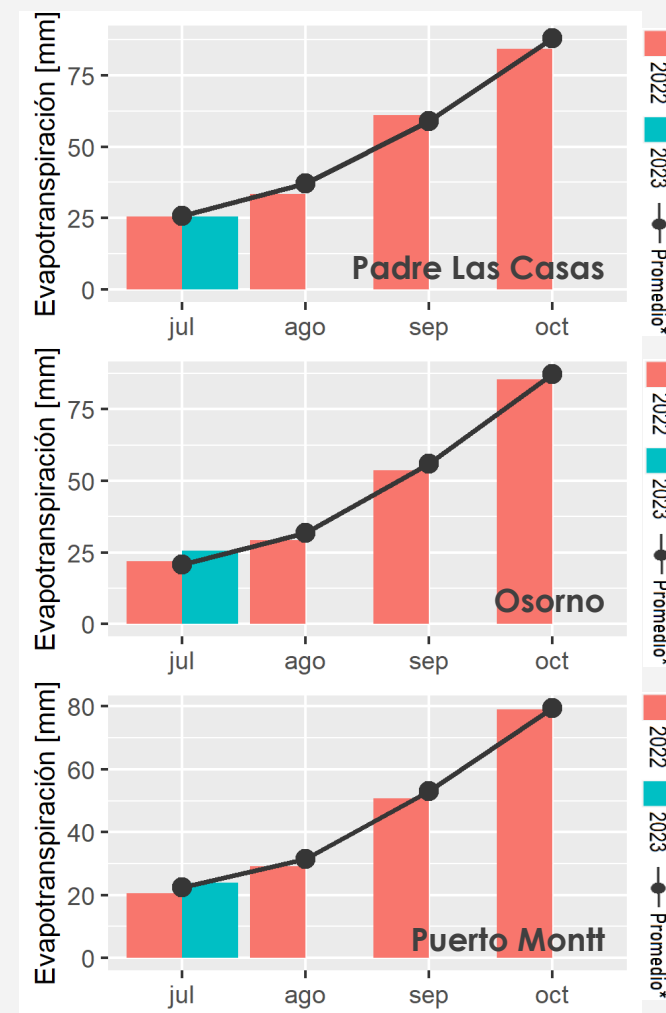 Evapotranspiración [mm]
75
50
25
0
jul ago sep oct
Padre Las Casas
2022
2023
Promedio*
Evapotranspiración [mm]
75
50
25
0
jul ago sep oct
Osorno
2022
2023
Promedio*
Evapotranspiración [mm]
80
60
40
20
0
jul ago sep oct
Puerto Montt
2022
2023
Promedio*